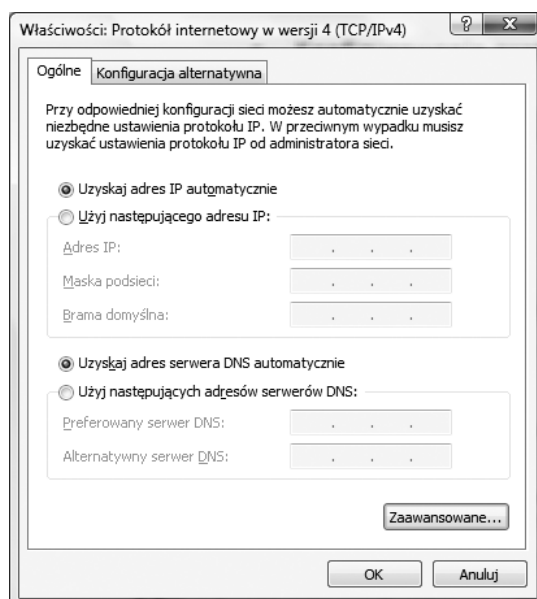 Właściwości: Protokół internetowy w wersji 4 (TCP/IPv4)
Ogólne
Konfiguracja alternatywna
Przy odpowiedniej konfiguracji sieci możesz automatycznie uzyskać
niezbędne ustawienia protokołu IP. W przeciwnym wypadku musisz
uzyskać ustawienia protokołu IP od administratora sieci.
Uzyskaj adres IP automatycznie
Użyj następującego adresu IP:
Adres IP:
Maska podsieci:
Brama domyślna:
Uzyskaj adres serwera DNS automatycznie
Użyj następujących adresów serwerów DNS:
Preferowany serwer DNS:
Alternatywny serwer DNS:
Zaawansowane...
OK
Anuluj